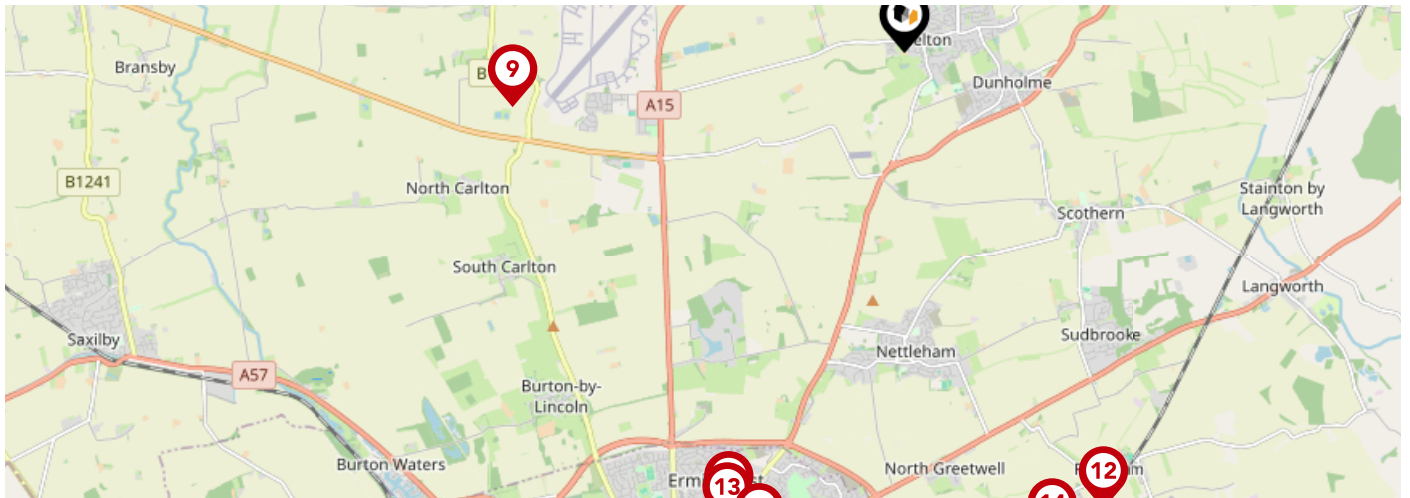 elton
Bransby
9
B
Dunholme
A15
B1241
North Carlton
Stainton by
Langworth
Scothern
South Carlton
Langworth
Saxilby
Sudbrooke
Nettleham
A57
Burton-by-
Lincoln
Burton Waters
North Greetwell
12
13